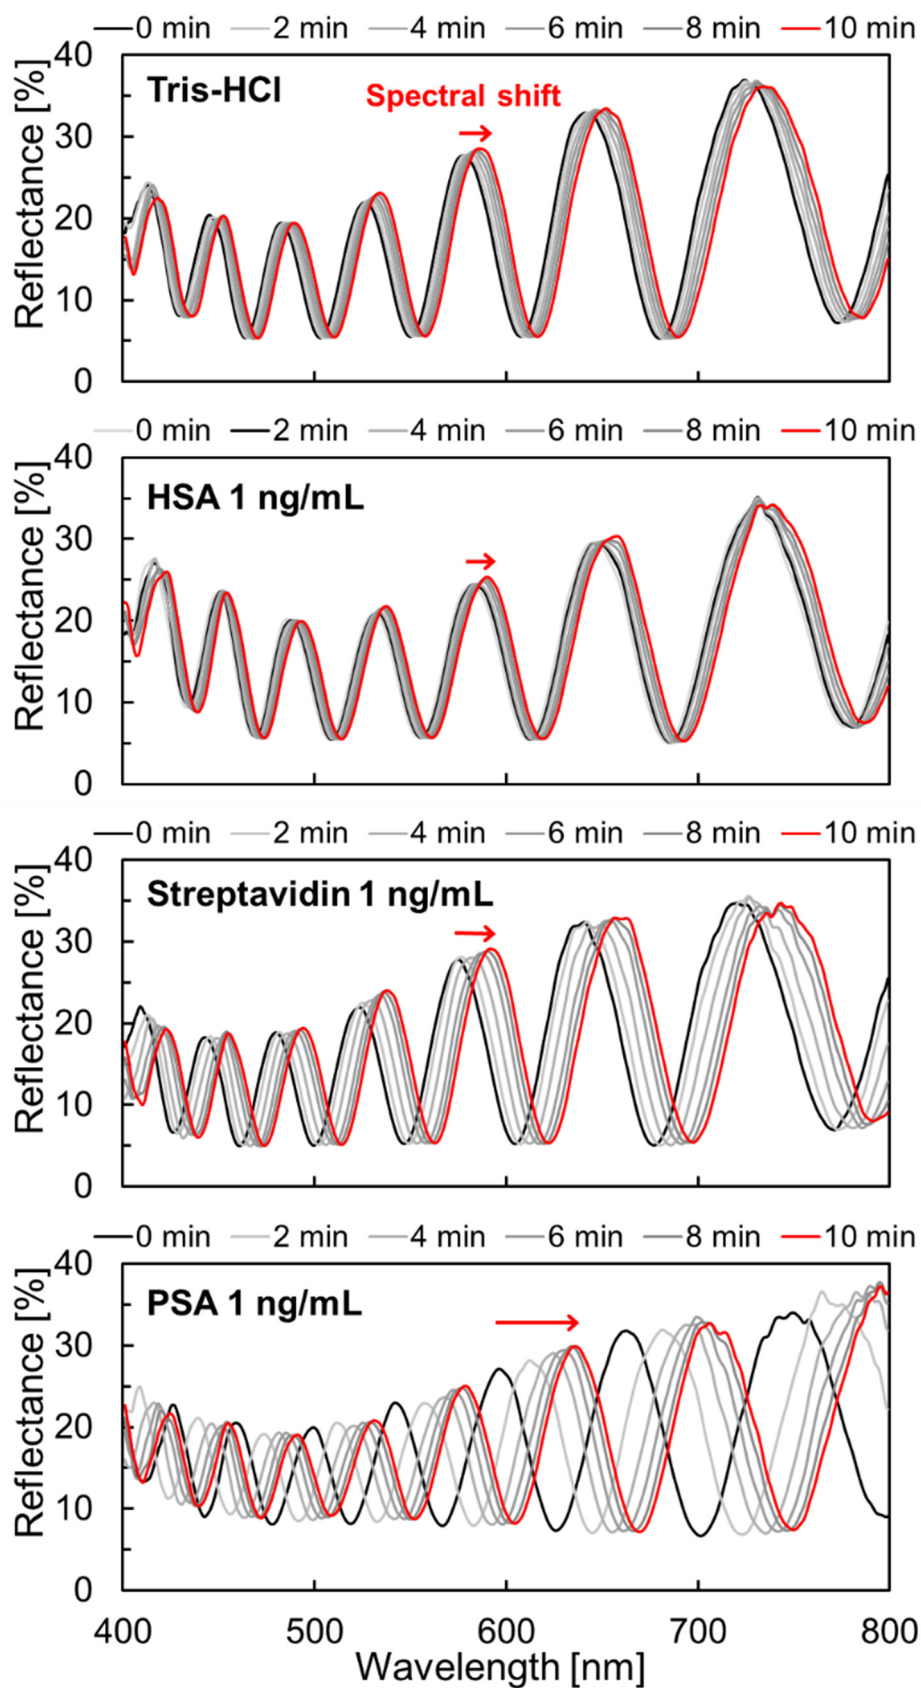 0 min 2 min 4 min 6 min 8 min 10 min
40
Tris-HCl
Spectral shift
30
20
10
0
Reflectance [%]
0 min 2 min 4 min 6 min 8 min 10 min
40
HSA 1 ng/mL
30
20
10
0
Reflectance [%]
0 min 2 min 4 min 6 min 8 min 10 min
40
Streptavidin 1 ng/mL
30
20
10
0
Reflectance [%]
0 min 2 min 4 min 6 min 8 min 10 min
40
PSA 1 ng/mL
30
20
10
0
Reflectance [%]
400 500 600 700 800
Wavelength [nm]